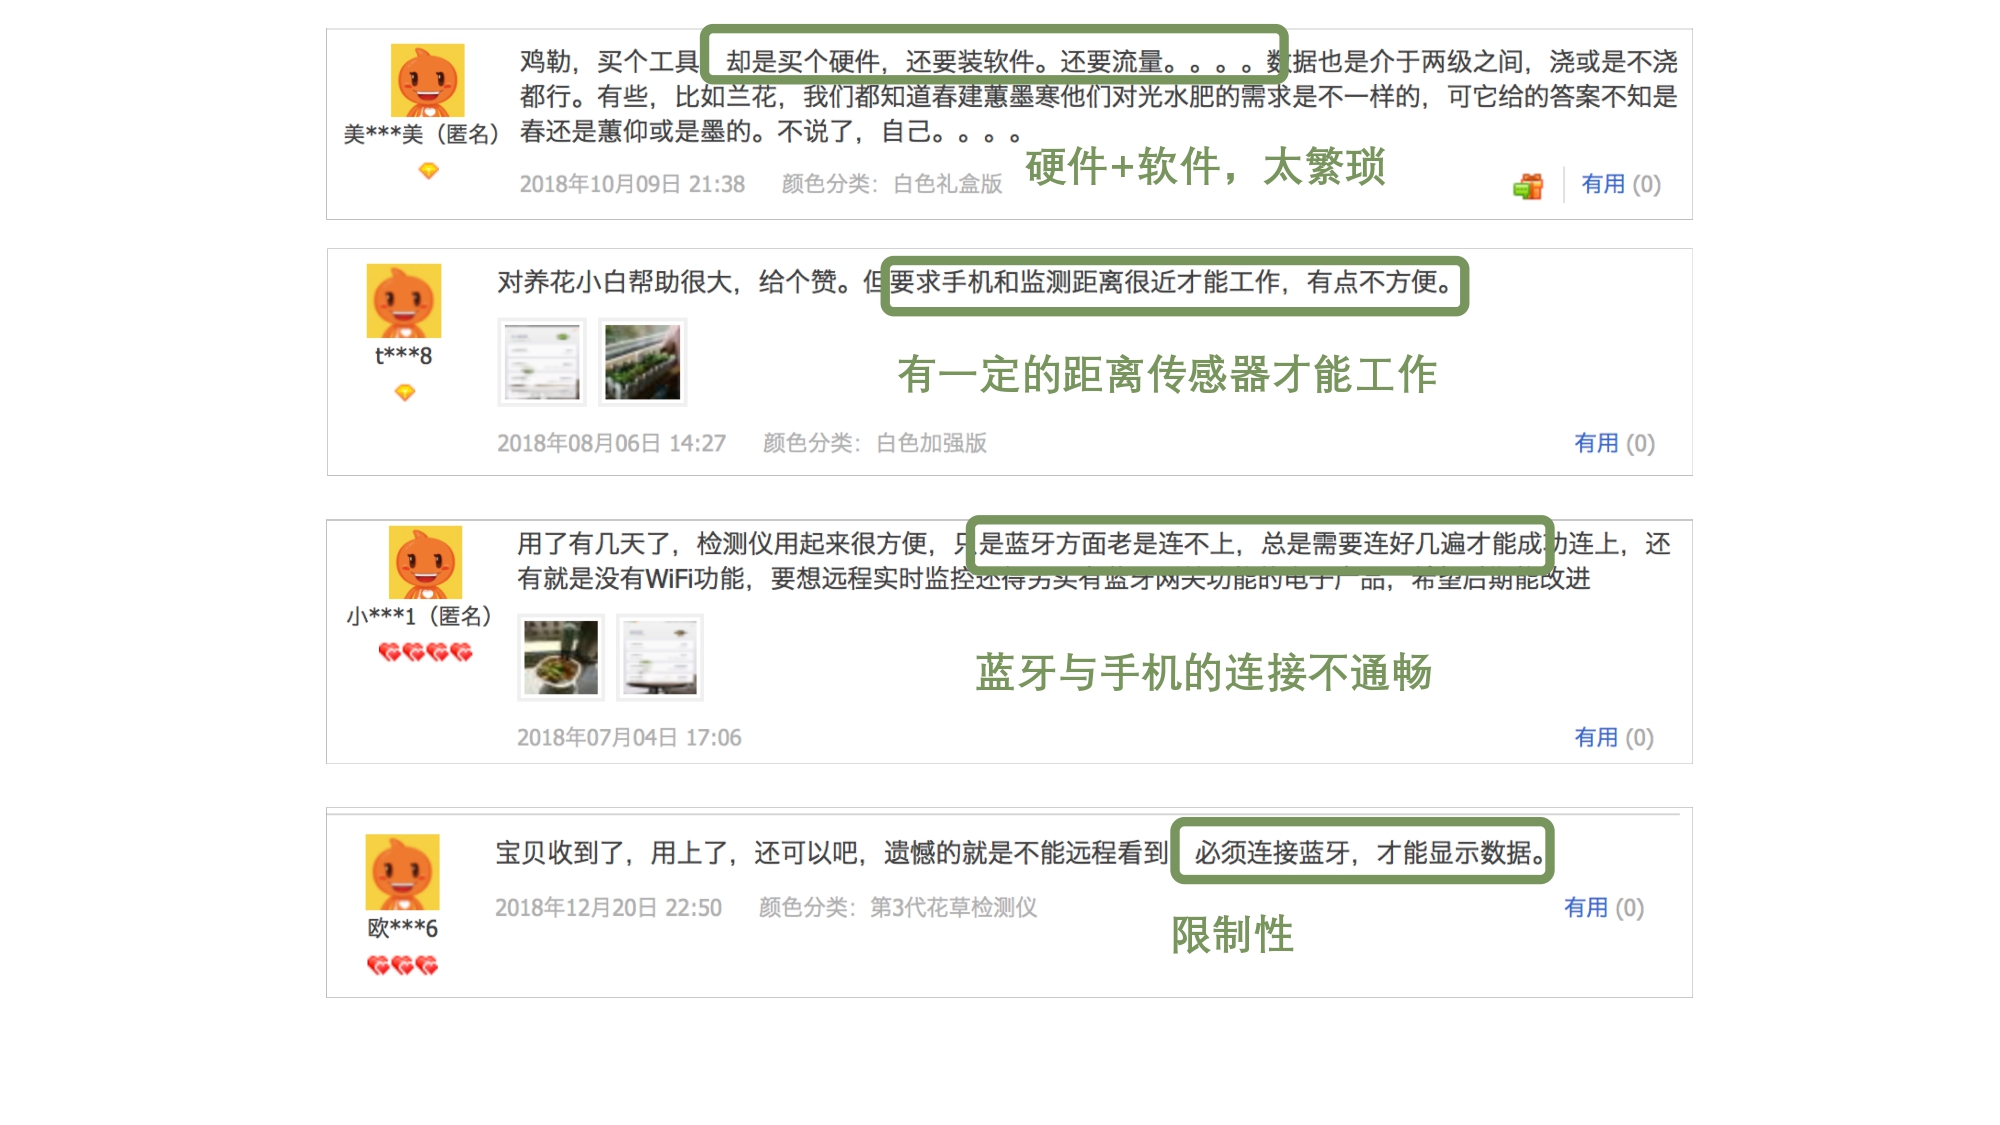 鸡勒，买个工具 却是买个硬件，还要装软件。还要流量。。。。数据也是介于两级之间，浇或是不浇
都行。有些，比如兰花，我们都知道春建蕙墨寒他们对光水肥的需求是不一样的，可它给的答案不知是
春还是蕙仰或是墨的。不说了，自己。。。。
美***美（匿名）
硬件+软件，太繁琐
2018年10月09日 21:38 颜色分类：白色礼盒版
有用 (0)
对养花小白帮助很大，给个赞。但要求手机和监测距离很近才能工作，有点不方便。
t***8
有一定的距离传感器才能工作
2018年08月06日 14:27 颜色分类：白色加强版
有用 (0)
用了有几天了，检测仪用起来很方便，只是蓝牙方面老是连不上，总是需要连好几遍才能成功连上，还
有就是没有WiFi功能，要想远程实时监控还得另买有蓝牙网关功能的电子产品，希望后期能改进
小***1（匿名）
蓝牙与手机的连接不通畅
2018年07月04日 17:06
有用 (0)
宝贝收到了，用上了，还可以吧，遗憾的就是不能远程看到 必须连接蓝牙，才能显示数据。
2018年12月20日 22:50 颜色分类：第3代花草检测仪
有用 (0)
欧***6
限制性